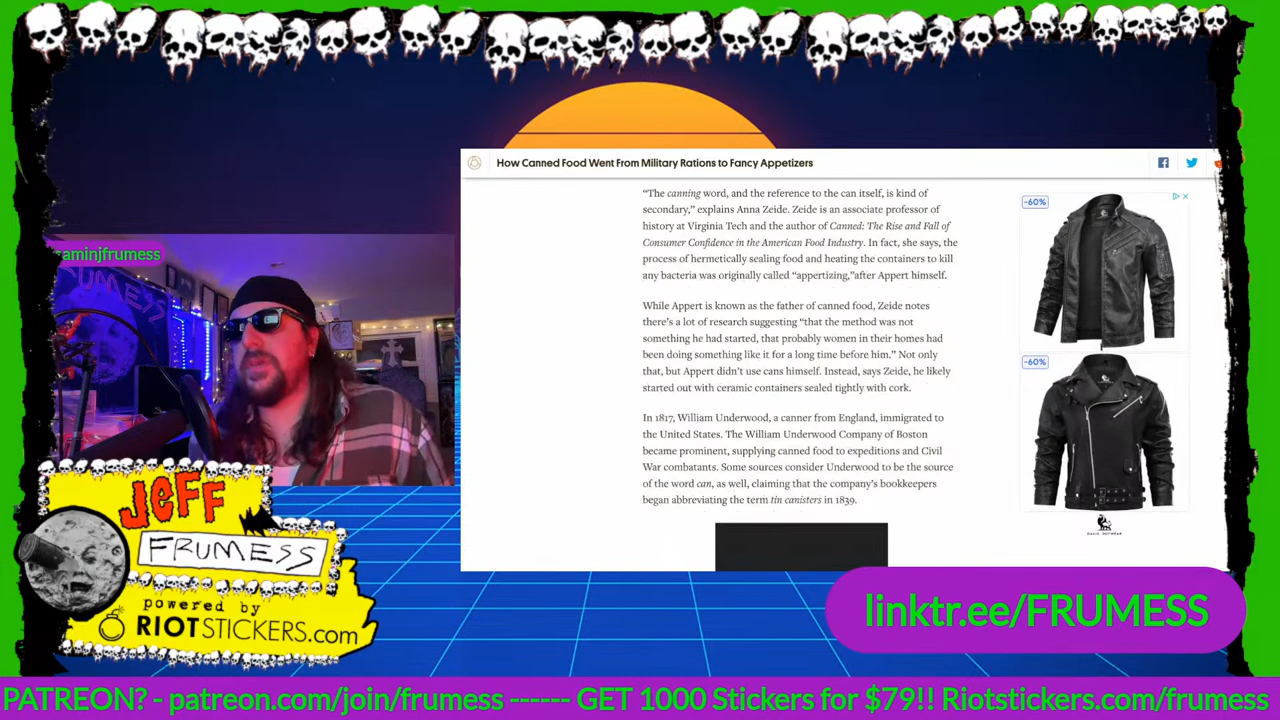 How Canned Food Went From Military Rations to Fancy Appetizers
“The canning word, and the reference to the can itself, is kind of
secondary,” explains Anna Zeide. Zeide is an associate professor of
history at Virginia Tech and the author of Canned: The Rise and Fall of
Consumer Confidence in the American Food Industry. In fact, she says, the
process of hermetically sealing food and heating the containers to kill
any bacteria was originally called “appertizing,”after Appert himself.
While Appert is known as the father of canned food, Zeide notes
there’s a lot of research suggesting “that the method was not
something he had started, that probably women in their homes had
been doing something like it for a long time before him.” Not only
that, but Appert didn’t use cans himself. Instead, says Zeide, he likely
started out with ceramic containers sealed tightly with cork.
In 1817, William Underwood, a canner from England, immigrated to
the United States. The William Underwood Company of Boston
became prominent, supplying canned food to expeditions and Civil
War combatants. Some sources consider Underwood to be the source
of the word can, as well, claiming that the company’s bookkeepers
began abbreviating the term tin canisters in 1839.
-60%
-60%
zaminjfrumess
FRUMESS
JEFF
FRUMESS
powered by
RIOTSTICKERS.com
linktr.ee/FRUMESS
PATREON? - patreon.com/join/frumess ------ GET 1000 Stickers for $79!! Riotstickers.com/frumess